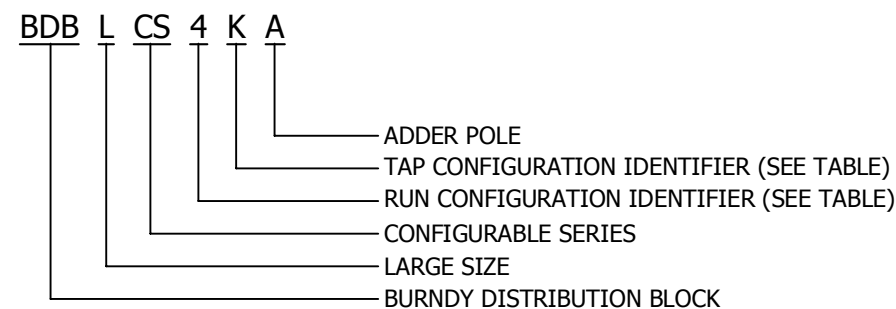 BDB L CS 4 K A
ADDER POLE
TAP CONFIGURATION IDENTIFIER (SEE TABLE)
RUN CONFIGURATION IDENTIFIER (SEE TABLE)
CONFIGURABLE SERIES
LARGE SIZE
BURNDY DISTRIBUTION BLOCK